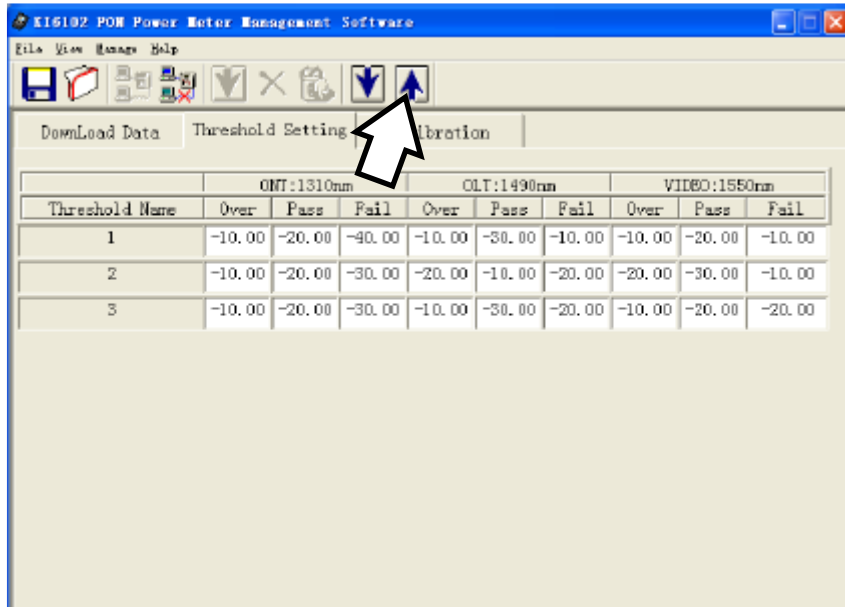 KI6102 PON Power Meter Management Software
File View Manage Help
DownLoad Data Threshold Setting lbration
ONT:1310nm OLT:1490nm VIDEO:1550nm
Threshold Name Over Pass Fail Over Pass Fail Over Pass Fail
1 -10.00 -20.00 -40.00 -10.00 -30.00 -10.00 -10.00 -20.00 -10.00
2 -10.00 -20.00 -30.00 -20.00 -10.00 -20.00 -20.00 -30.00 -10.00
3 -10.00 -20.00 -30.00 -10.00 -30.00 -20.00 -10.00 -20.00 -20.00